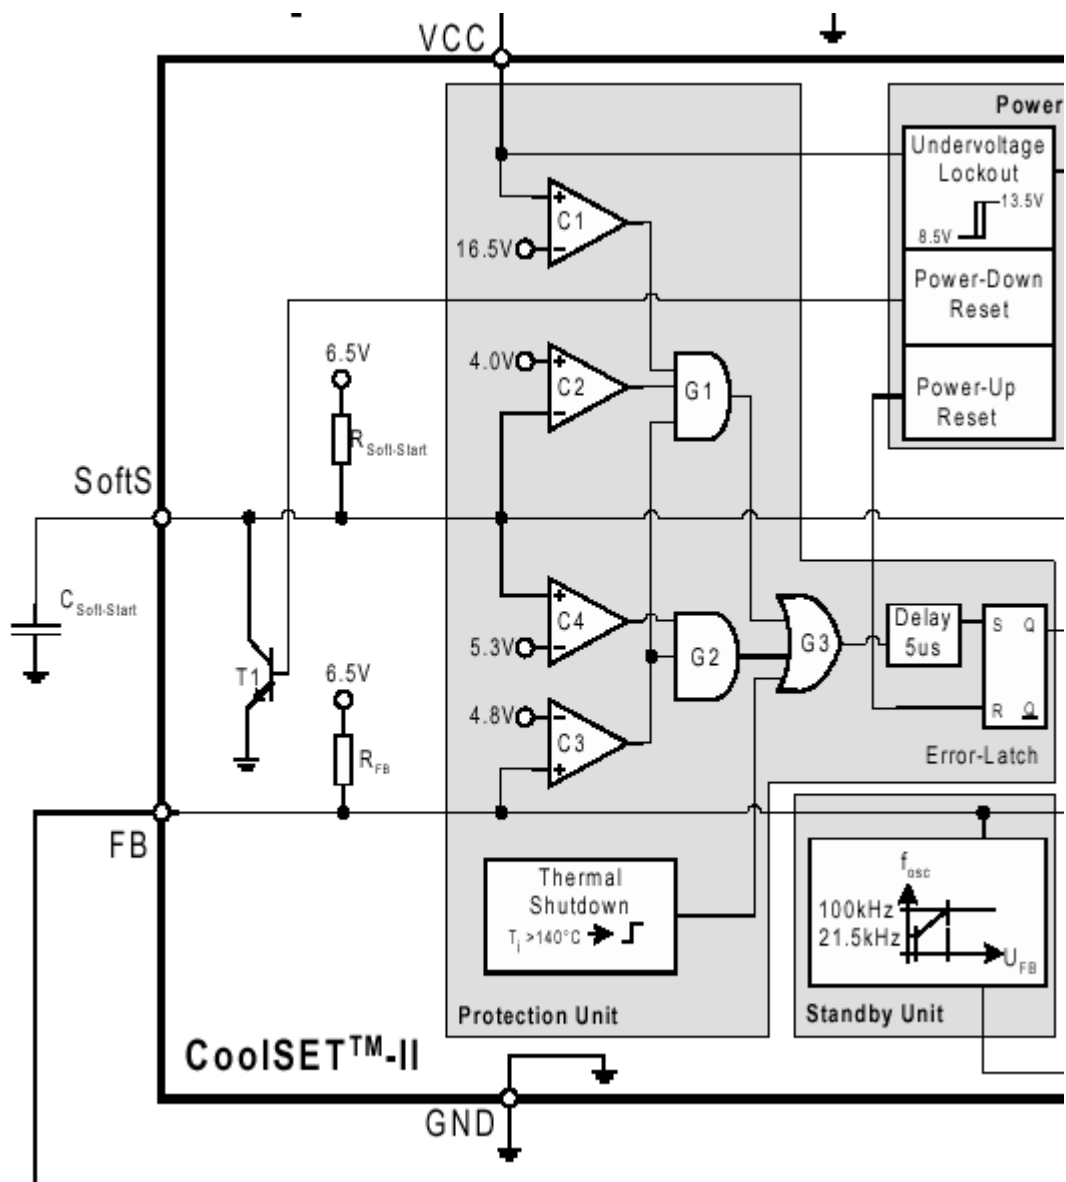 VCC
Power
Undervoltage
Lockout
13.5V
8.5V
C1
16.5V
Power-Down
Reset
6.5V
4.0V
C2
G1
Power-Up
Reset
R Soft-Start
SoftS
C Soft-Start
C4
5.3V
G2
G3
Delay
5us
S Q
R Q
Error-Latch
T1
6.5V
4.8V
C3
R FB
FB
Thermal
Shutdown
Tj >140°C
fosc
100kHz
21.5kHz
UFB
Protection Unit
Standby Unit
CoolSET™-II
GND